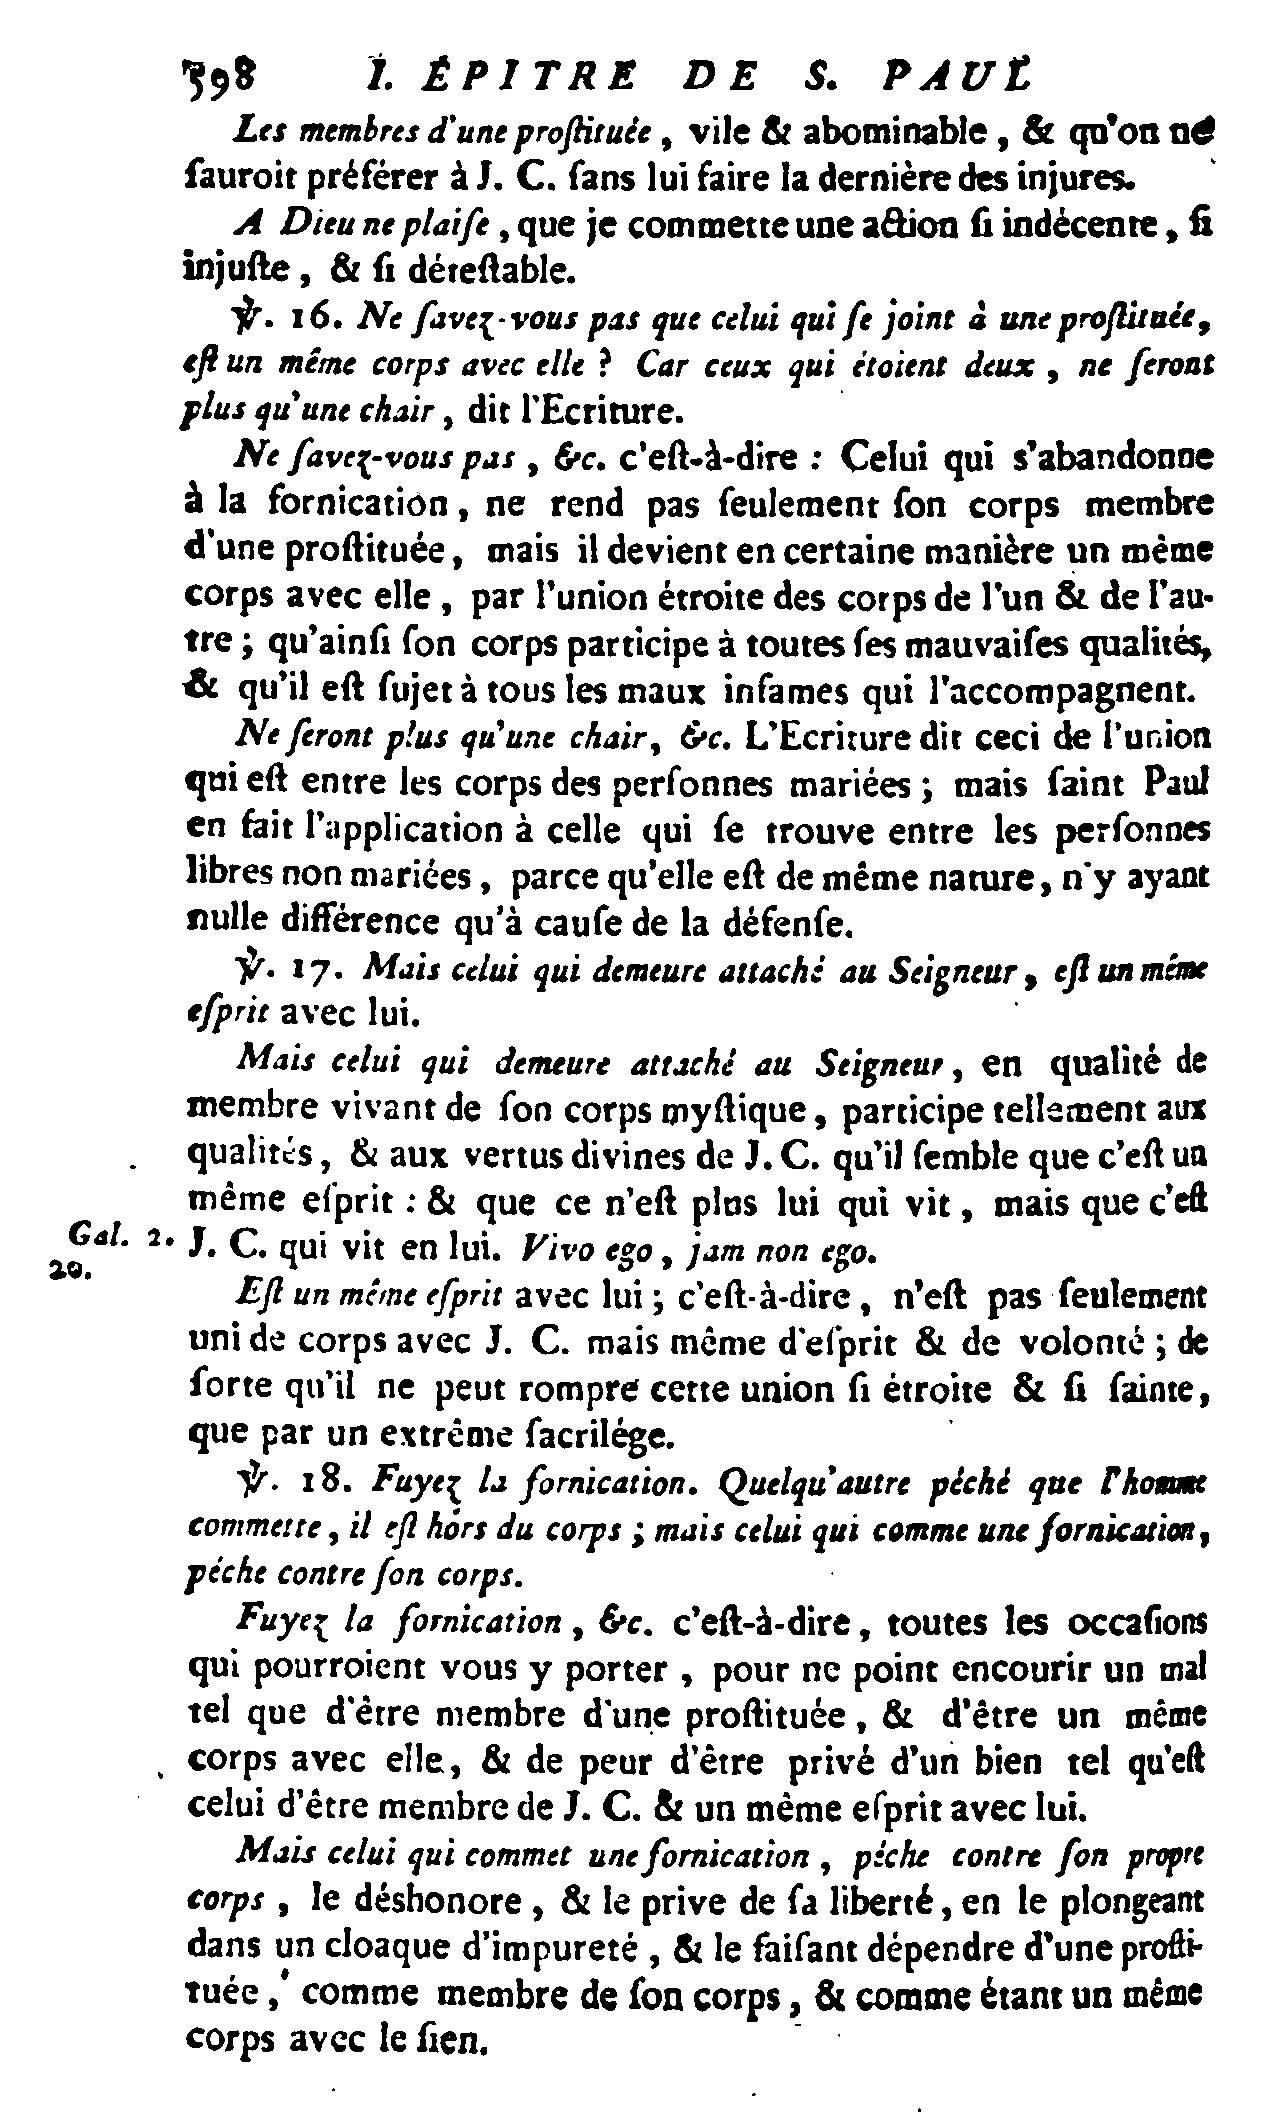 398 I. ÉPITRE DE S. PAUL
Les membres d'une proſtituée, vile & abominable, & qu'on ne
ſauroit préférer à J. C. ſans lui faire la dernière des injures.
A Dieu ne plaiſe, que je commette une action ſi indécente, ſi
injuſte, & ſi déteſtable.
℣. 16. Ne ſavez-vous pas que celui qui ſe joint à une proſtituée,
eſt un même corps avec elle ? Car ceux qui étoient deux, ne ſeront
plus qu'une chair, dit l'Ecriture.
Ne ſavez-vous pas, &c. c'eſt-à-dire : Celui qui s'abandonne
à la fornication, ne rend pas ſeulement ſon corps membre
d'une proſtituée, mais il devient en certaine manière un même
corps avec elle, par l'union étroite des corps de l'un & de l'au-
tre ; qu'ainſi ſon corps participe à toutes ſes mauvaiſes qualités,
& qu'il eſt ſujet à tous les maux infames qui l'accompagnent.
Ne ſeront plus qu'une chair, &c. L'Ecriture dit ceci de l'union
qui eſt entre les corps des perſonnes mariées ; mais ſaint Paul
en fait l'application à celle qui ſe trouve entre les perſonnes
libres non mariées, parce qu'elle eſt de même nature, n'y ayant
nulle différence qu'à cauſe de la défenſe.
℣. 17. Mais celui qui demeure attaché au Seigneur, eſt un même
eſprit avec lui.
Mais celui qui demeure attaché au Seigneur, en qualité de
membre vivant de ſon corps myſtique, participe tellement aux
qualités, & aux vertus divines de J. C. qu'il ſemble que c'eſt un
même eſprit : & que ce n'eſt plus lui qui vit, mais que c'eſt
Gal. 2. J. C. qui vit en lui. Vivo ego, jam non ego.
20.
Eſt un même eſprit avec lui ; c'eſt-à-dire, n'eſt pas ſeulement
uni de corps avec J. C. mais même d'eſprit & de volonté ; de
ſorte qu'il ne peut rompre cette union ſi étroite & ſi ſainte,
que par un extrême ſacrilége.
℣. 18. Fuyez la fornication. Quelqu'autre péché que l'homme
commette, il eſt hors du corps ; mais celui qui comme une fornication,
péche contre ſon corps.
Fuyez la fornication, &c. c'eſt-à-dire, toutes les occaſions
qui pourroient vous y porter, pour ne point encourir un mal
tel que d'être membre d'une proſtituée, & d'être un même
corps avec elle, & de peur d'être privé d'un bien tel qu'eſt
celui d'être membre de J. C. & un même eſprit avec lui.
Mais celui qui commet une fornication, péche contre ſon propre
corps, le déshonore, & le prive de ſa liberté, en le plongeant
dans un cloaque d'impureté, & le faiſant dépendre d'une proſti-
tuée, comme membre de ſon corps, & comme étant un même
corps avec le ſien.